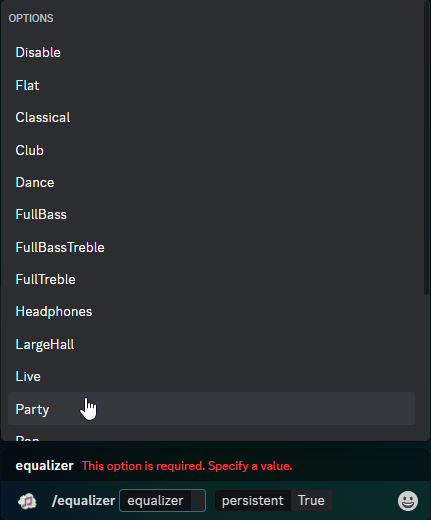 OPTIONS
Disable
Flat
Classical
Club
Dance
FullBass
FullBassTreble
FullTreble
Headphones
LargeHall
Live
Party
Pop
equalizer This option is required. Specify a value.
/equalizer equalizer persistent True